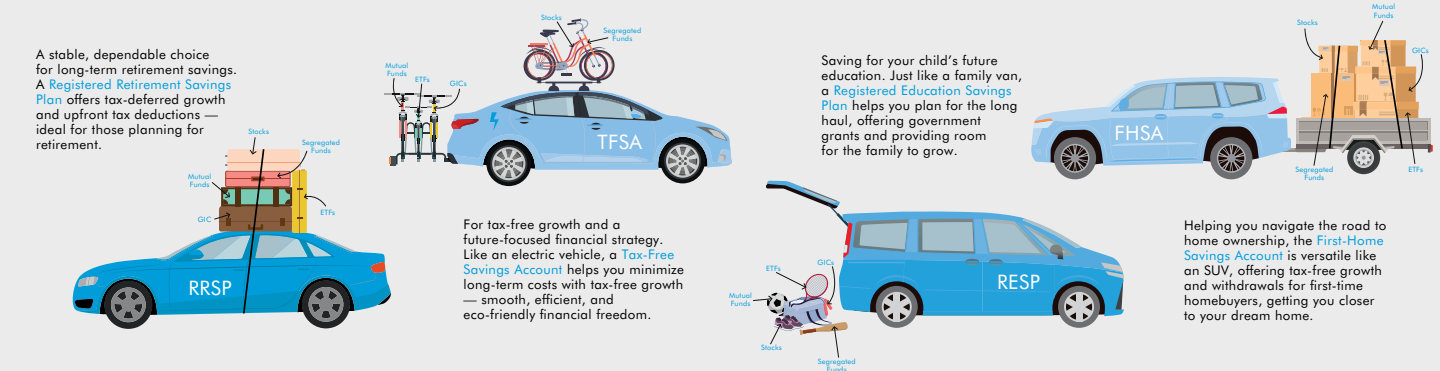 A stable, dependable choice
for long-term retirement savings.
A Registered Retirement Savings
Plan offers tax-deferred growth
and upfront tax deductions —
ideal for those planning for
retirement.
Stocks
Segregated
Funds
Mutual
Funds
GIC
ETFs
RRSP
Stocks
Segregated
Funds
Mutual
Funds
ETFs
GICs
TFSA
For tax-free growth and a
future-focused financial strategy.
Like an electric vehicle, a Tax-Free
Savings Account helps you minimize
long-term costs with tax-free growth
— smooth, efficient, and
eco-friendly financial freedom.
Saving for your child's future
education. Just like a family van,
a Registered Education Savings
Plan helps you plan for the long
haul, offering government
grants and providing room
for the family to grow.
GICs
ETFs
Mutual
Funds
Stocks
Segregated
Funds
RESP
Mutual
Funds
Stocks
GICs
Segregated
Funds
ETFs
FHSA
Helping you navigate the road to
home ownership, the First-Home
Savings Account is versatile like
an SUV, offering tax-free growth
and withdrawals for first-time
homebuyers, getting you closer
to your dream home.